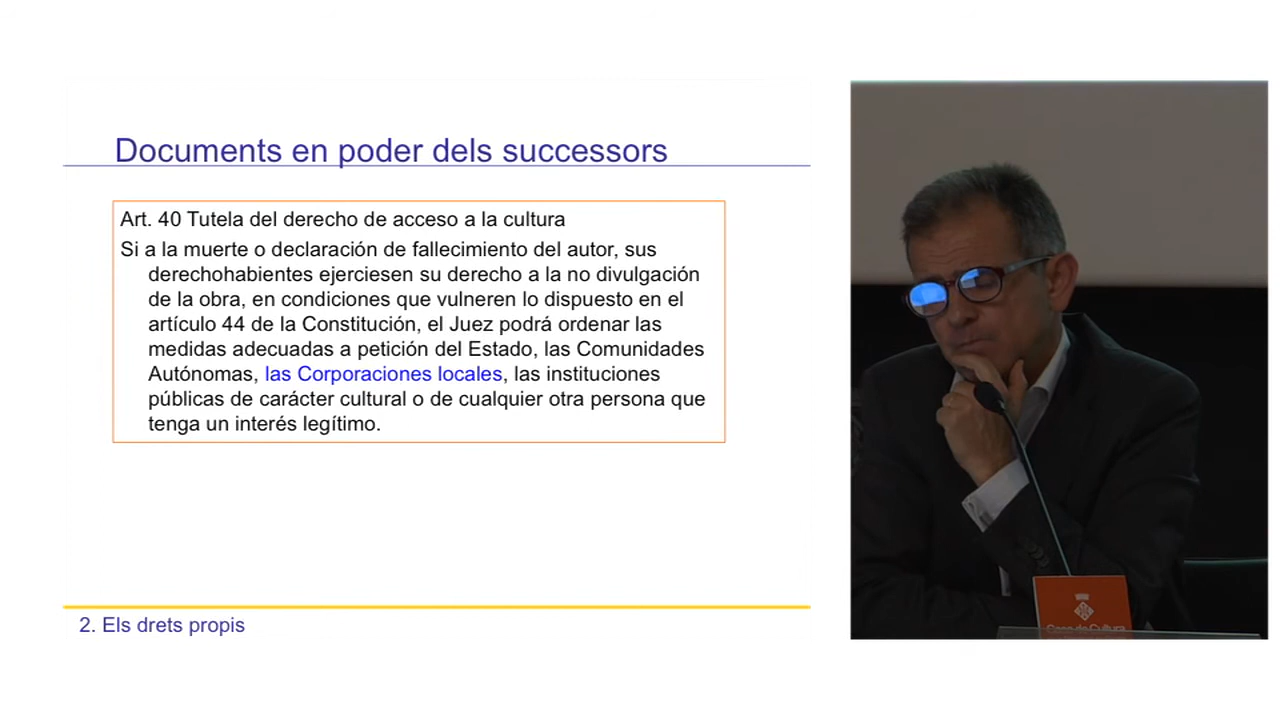 Documents en poder dels successors
Art. 40 Tutela del derecho de acceso a la cultura
Si a la muerte o declaración de fallecimiento del autor, sus
derechohabientes ejerciesen su derecho a la no divulgación
de la obra, en condiciones que vulneren lo dispuesto en el
artículo 44 de la Constitución, el Juez podrá ordenar las
medidas adecuadas a petición del Estado, las Comunidades
Autónomas, las Corporaciones locales, las instituciones
públicas de carácter cultural o de cualquier otra persona que
tenga un interés legítimo.
2. Els drets propis
Casa de Cultura